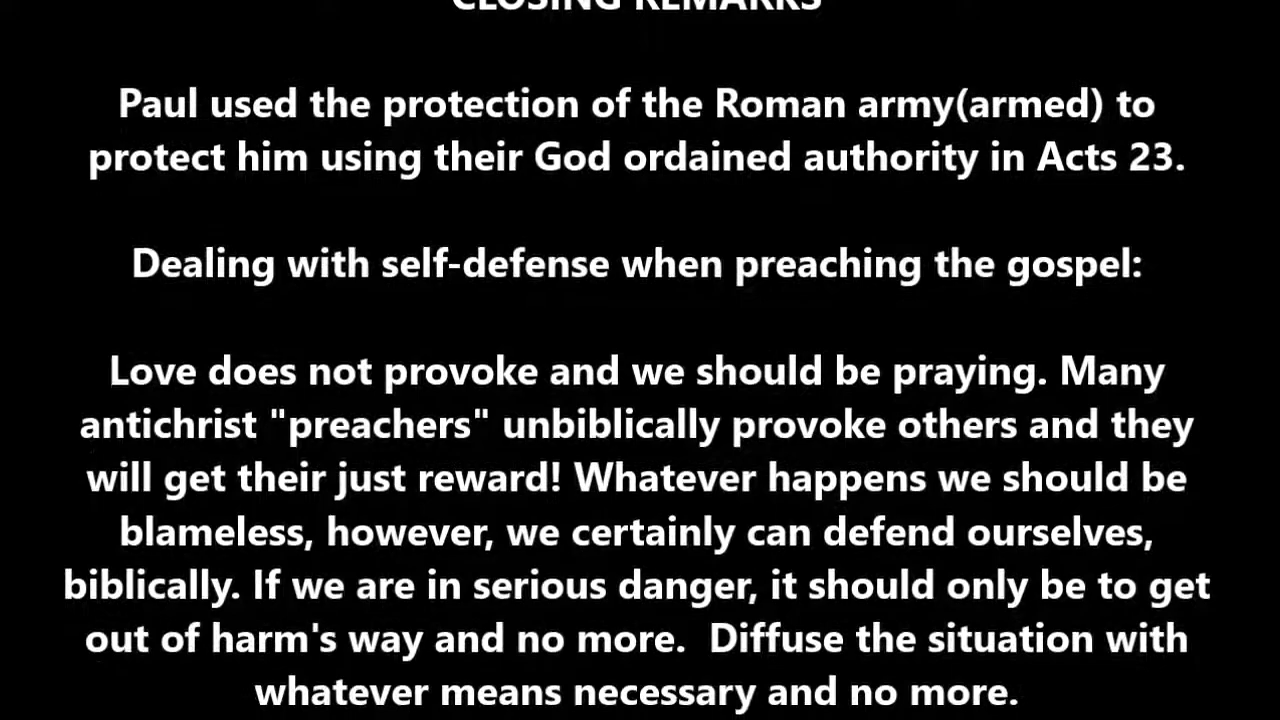 CLOSING REMARKS
Paul used the protection of the Roman army(armed) to
protect him using their God ordained authority in Acts 23.
Dealing with self-defense when preaching the gospel:
Love does not provoke and we should be praying. Many
antichrist "preachers" unbiblically provoke others and they
will get their just reward! Whatever happens we should be
blameless, however, we certainly can defend ourselves,
biblically. If we are in serious danger, it should only be to get
out of harm's way and no more.  Diffuse the situation with
whatever means necessary and no more.